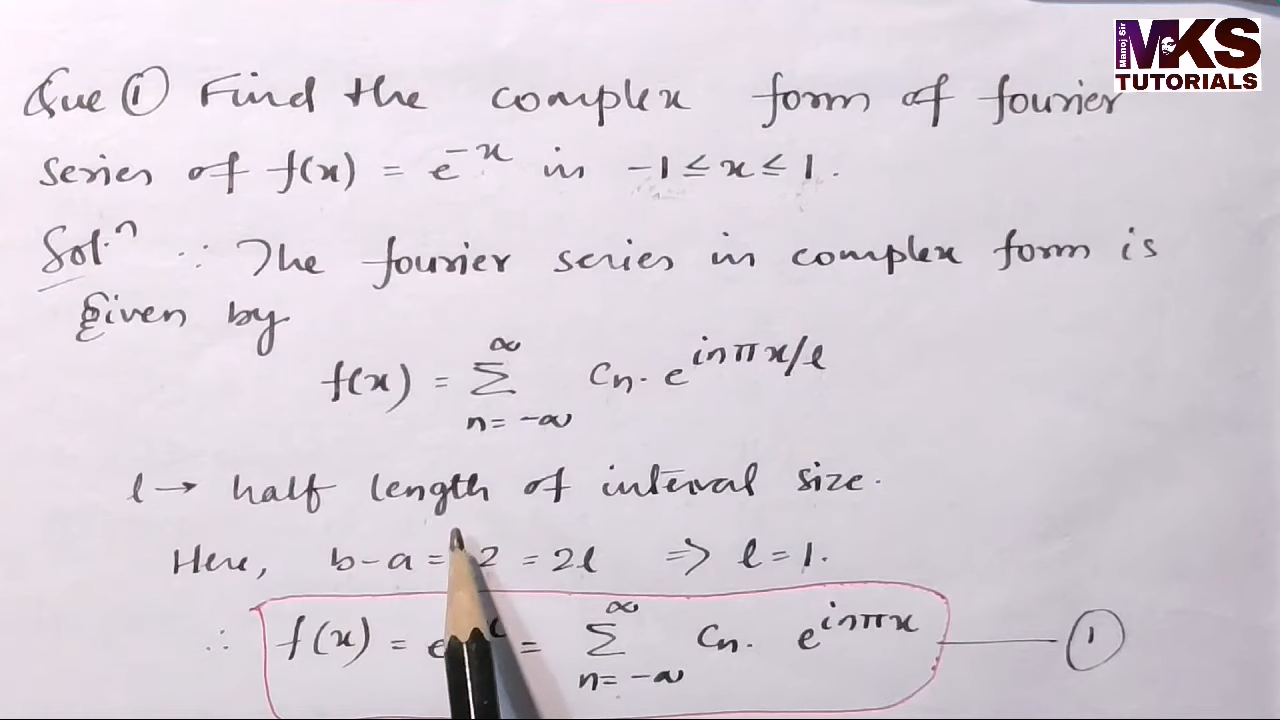 Manoj Sir
MKS
TUTORIALS
Que ① Find the complex form of fourier
series of f(x) = e^{-x} in -1 ≤ x ≤ 1.
Solⁿ ∵ The fourier series in complex form is
given by
f(x) = ∑_{n=-∞}^{∞} Cn. e^{inπx/l}
l → half length of interval size.
Here, b-a = 2 = 2l ⇒ l = 1.
∴ f(x) = e = ∑_{n=-∞}^{∞} Cn. e^{inπx} — ①